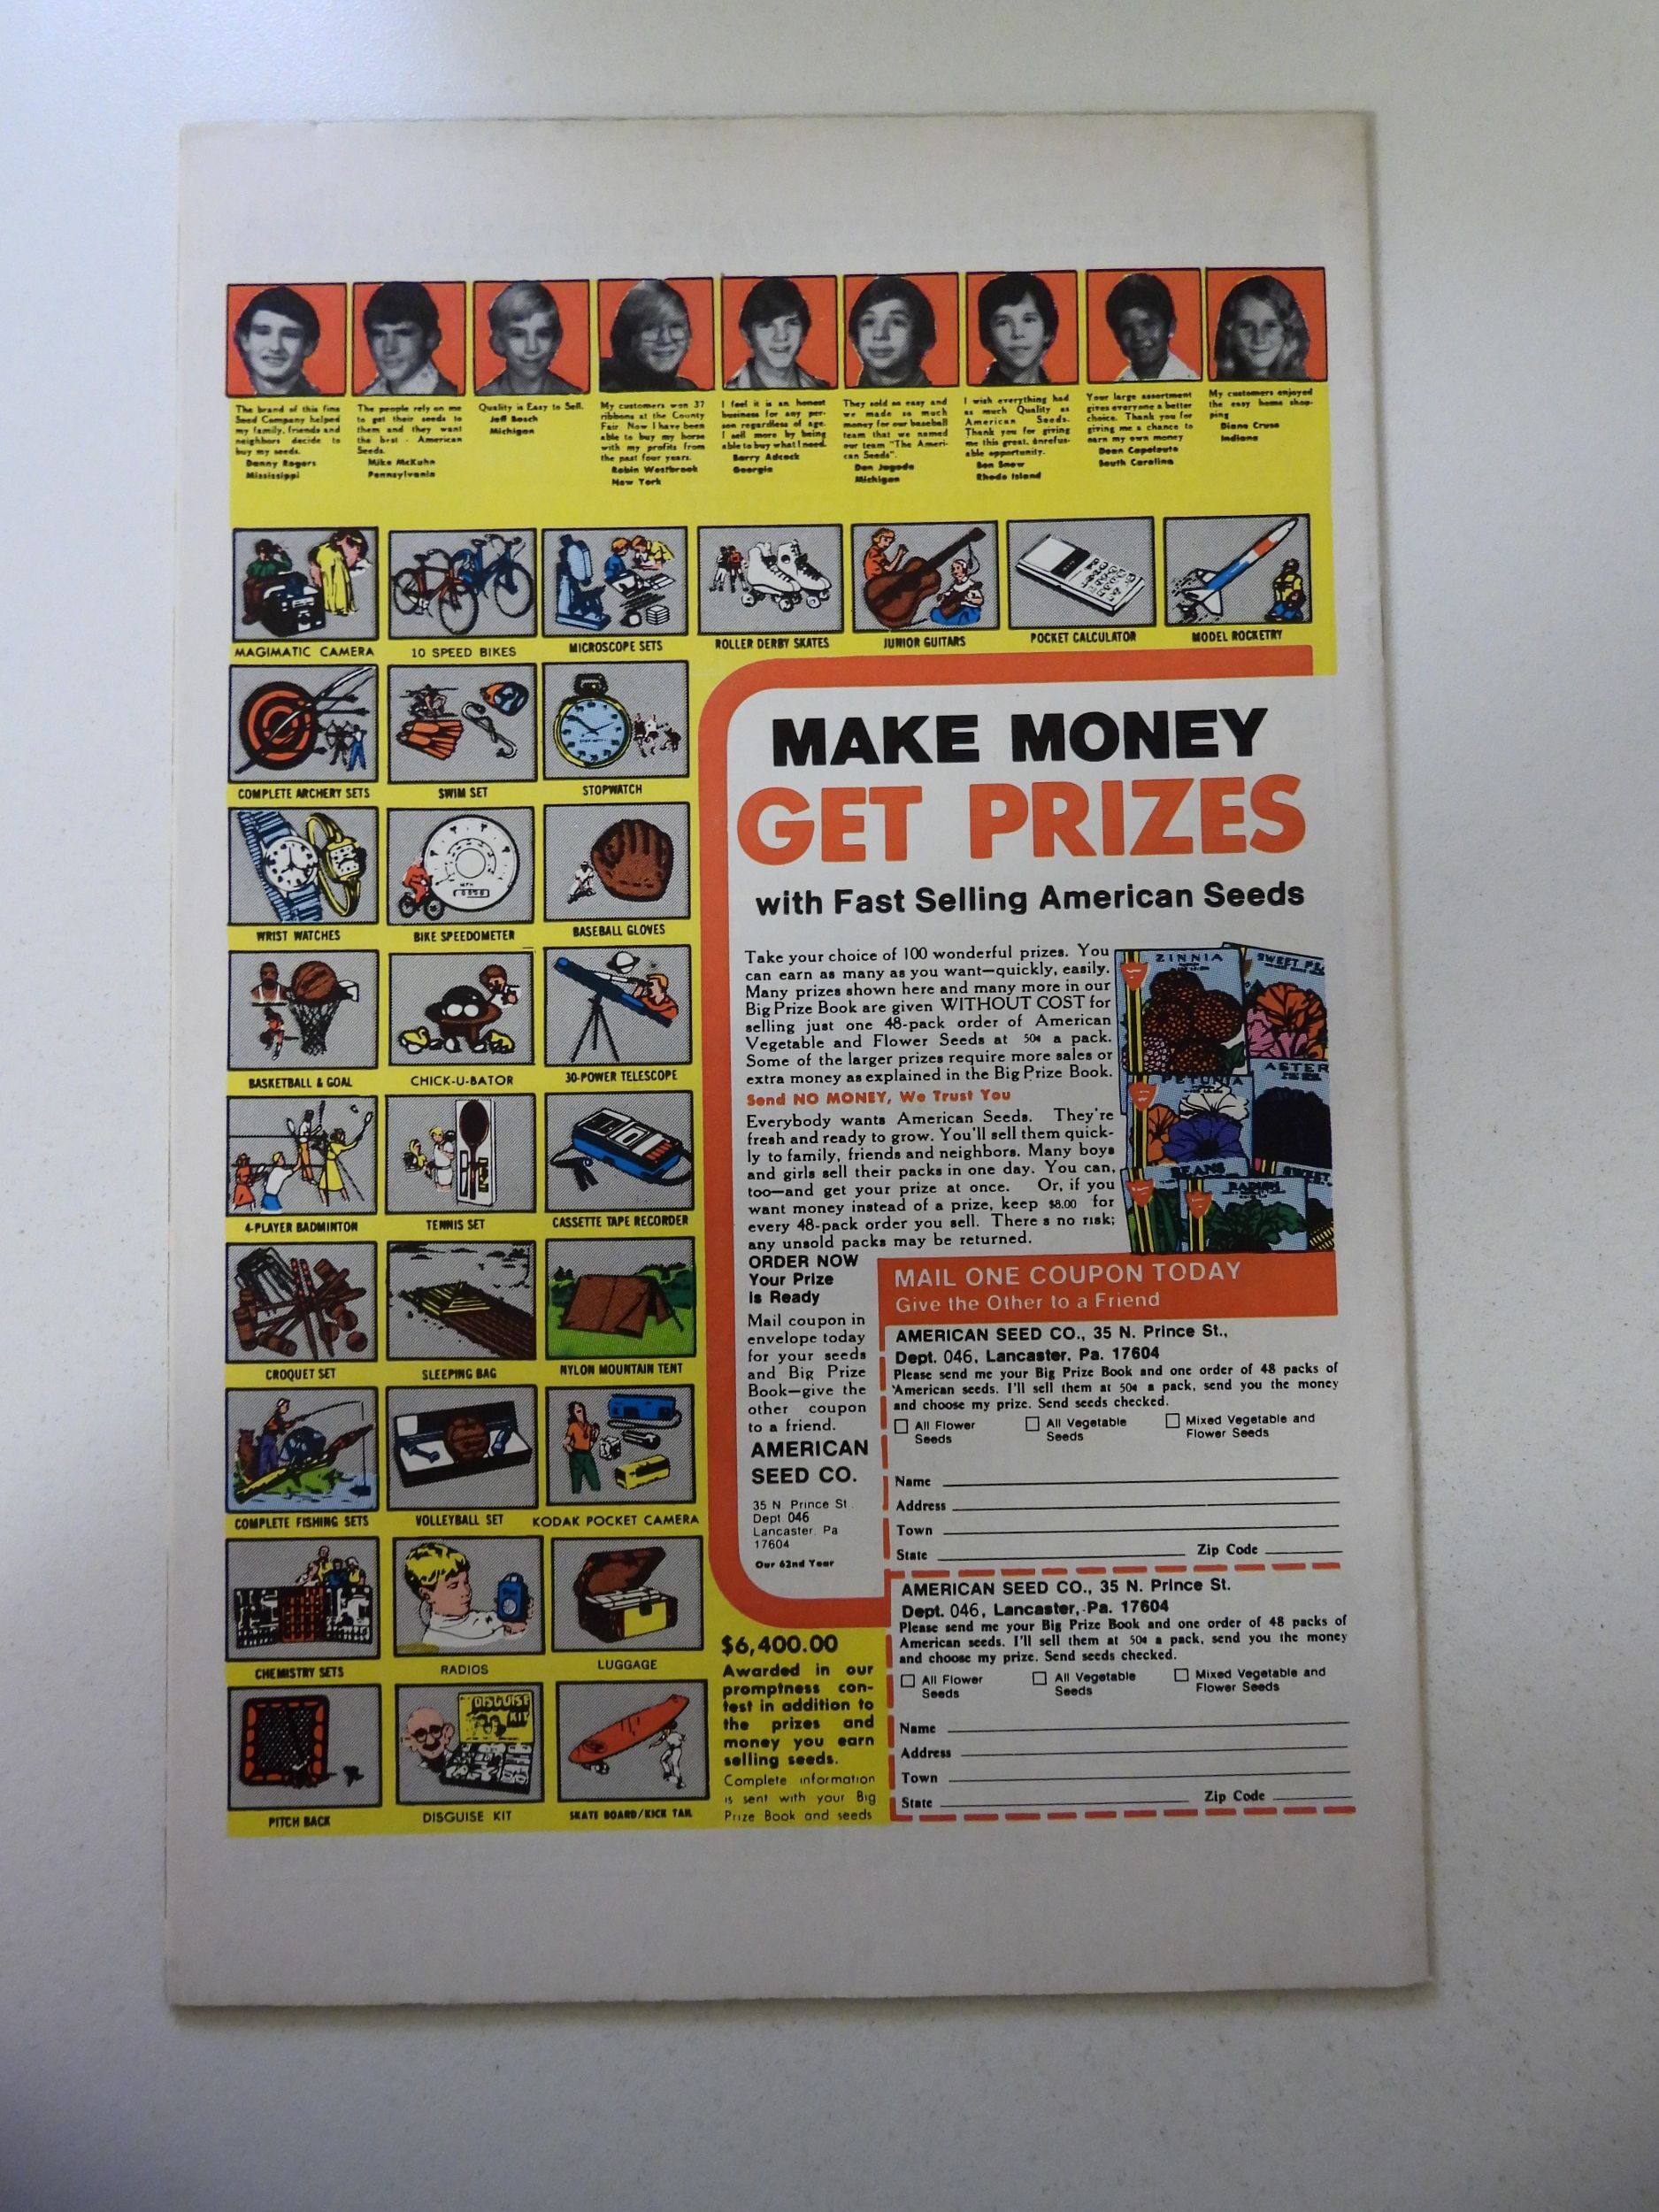 The brand of this fine
Seed Company helped
my family, friends and
neighbors decide to
buy my seeds.
Danny Rogers
Mississippi
The people rely on me
to get their seeds to
them and they want
the best - American
Seeds.
Mike McKuhn
Pennsylvania
Quality is Easy to Sell.
Jeff Bosch
Michigan
My customers won 37
ribbons at the County
Fair. Now I have been
able to buy my horse
with my profits from
the past four years.
Robin Westbrook
New York
I feel it is an honest
business for any per-
son regardless of age.
I sell more by being
able to buy what I need.
Barry Adcock
Georgia
They sold so easy and
we made so much
money for our baseball
team that we named
our team "The Ameri-
can Seeds".
Don Jagoda
Michigan
I wish everything had
as much Quality as
American Seeds.
Thank you for giving
me this great, unrefus-
able opportunity.
Ben Snow
Rhode Island
Your large assortment
gives everyone a better
choice. Thank you for
giving me a chance to
earn my own money
Dean Capelouto
South Carolina
My customers enjoyed
the easy home shop-
ping
Diane Cruse
Indiana
MAGIMATIC CAMERA
10 SPEED BIKES
MICROSCOPE SETS
ROLLER DERBY SKATES
JUNIOR GUITARS
POCKET CALCULATOR
MODEL ROCKETRY
COMPLETE ARCHERY SETS
SWIM SET
STOPWATCH
WRIST WATCHES
MPH
BIKE SPEEDOMETER
BASEBALL GLOVES
BASKETBALL & GOAL
CHICK-U-BATOR
30-POWER TELESCOPE
4-PLAYER BADMINTON
TENNIS SET
CASSETTE TAPE RECORDER
CROQUET SET
SLEEPING BAG
NYLON MOUNTAIN TENT
COMPLETE FISHING SETS
VOLLEYBALL SET
KODAK POCKET CAMERA
CHEMISTRY SETS
RADIOS
LUGGAGE
PITCH BACK
DISGUISE
KIT
DISGUISE KIT
SKATE BOARD/KICK TAIL
MAKE MONEY
GET PRIZES
with Fast Selling American Seeds
Take your choice of 100 wonderful prizes. You
can earn as many as you want—quickly, easily.
Many prizes shown here and many more in our
Big Prize Book are given WITHOUT COST for
selling just one 48-pack order of American
Vegetable and Flower Seeds at 50¢ a pack.
Some of the larger prizes require more sales or
extra money as explained in the Big Prize Book.
Send NO MONEY, We Trust You
Everybody wants American Seeds. They're
fresh and ready to grow. You'll sell them quick-
ly to family, friends and neighbors. Many boys
and girls sell their packs in one day. You can,
too—and get your prize at once. Or, if you
want money instead of a prize, keep $8.00 for
every 48-pack order you sell. There s no risk;
any unsold packs may be returned.
ZINNIA
SWEET PE
ASTER
PETUNIA
BEANS
SWEET
RADISH
ORDER NOW
Your Prize
is Ready
Mail coupon in
envelope today
for your seeds
and Big Prize
Book—give the
other coupon
to a friend.
AMERICAN
SEED CO.
35 N Prince St.
Dept 046
Lancaster, Pa
17604
Our 62nd Year
MAIL ONE COUPON TODAY
Give the Other to a Friend
AMERICAN SEED CO., 35 N. Prince St.,
Dept. 046, Lancaster, Pa. 17604
Please send me your Big Prize Book and one order of 48 packs of
American seeds. I'll sell them at 50¢ a pack, send you the money
and choose my prize. Send seeds checked.
All Flower
Seeds
All Vegetable
Seeds
Mixed Vegetable and
Flower Seeds
Name
Address
Town
State Zip Code
AMERICAN SEED CO., 35 N. Prince St.
Dept. 046, Lancaster, Pa. 17604
Please send me your Big Prize Book and one order of 48 packs of
American seeds. I'll sell them at 50¢ a pack, send you the money
and choose my prize. Send seeds checked.
All Flower
Seeds
All Vegetable
Seeds
Mixed Vegetable and
Flower Seeds
Name
Address
Town
State Zip Code
$6,400.00
Awarded in our
promptness con-
test in addition to
the prizes and
money you earn
selling seeds.
Complete information
is sent with your Big
Prize Book and seeds